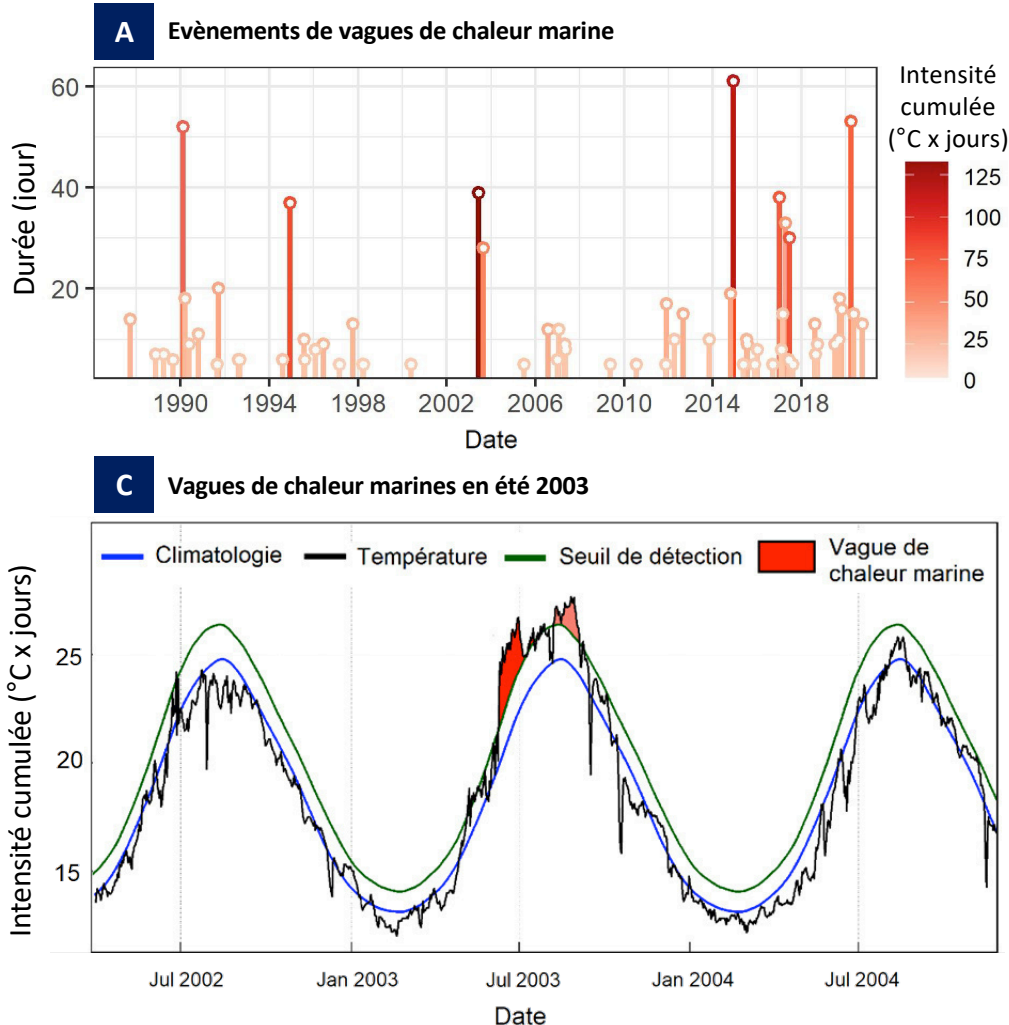 A
Evènements de vagues de chaleur marine
Intensité
cumulée
(°C x jours)
Durée (jour)
60
40
20
125
100
75
50
25
0
1990
1994
1998
2002
2006
2010
2014
2018
Date
C
Vagues de chaleur marines en été 2003
Climatologie
Température
Seuil de détection
Vague de
chaleur marine
Intensité cumulée (°C x jours)
25
20
15
Jul 2002
Jan 2003
Jul 2003
Jan 2004
Jul 2004
Date